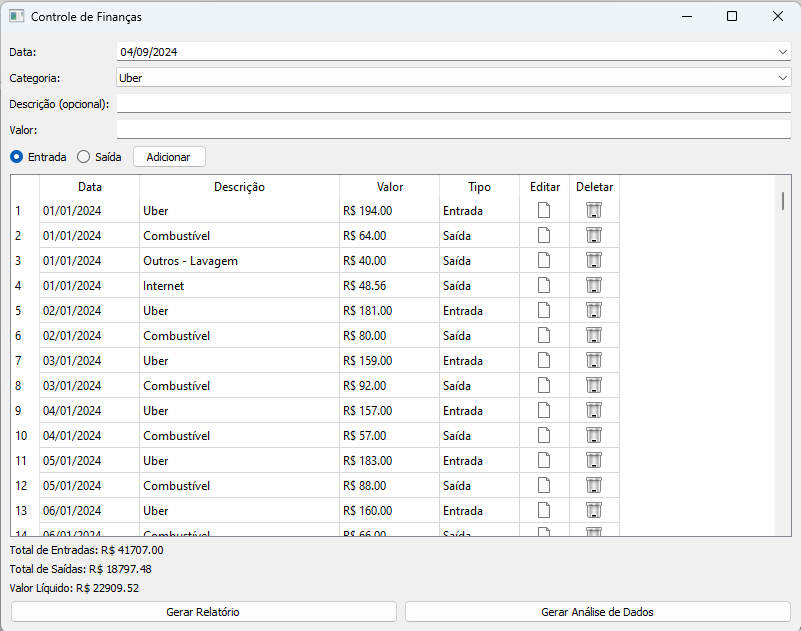 Controle de Finanças
Data: 04/09/2024
Categoria: Uber
Descrição (opcional):
Valor:
Entrada Saída Adicionar
Data Descrição Valor Tipo Editar Deletar
1 01/01/2024 Uber R$ 194.00 Entrada
2 01/01/2024 Combustível R$ 64.00 Saída
3 01/01/2024 Outros - Lavagem R$ 40.00 Saída
4 01/01/2024 Internet R$ 48.56 Saída
5 02/01/2024 Uber R$ 181.00 Entrada
6 02/01/2024 Combustível R$ 80.00 Saída
7 03/01/2024 Uber R$ 159.00 Entrada
8 03/01/2024 Combustível R$ 92.00 Saída
9 04/01/2024 Uber R$ 157.00 Entrada
10 04/01/2024 Combustível R$ 57.00 Saída
11 05/01/2024 Uber R$ 183.00 Entrada
12 05/01/2024 Combustível R$ 88.00 Saída
13 06/01/2024 Uber R$ 160.00 Entrada
14 06/01/2024 Combustível R$ 66.00 Saída
Total de Entradas: R$ 41707.00
Total de Saídas: R$ 18797.48
Valor Líquido: R$ 22909.52
Gerar Relatório Gerar Análise de Dados